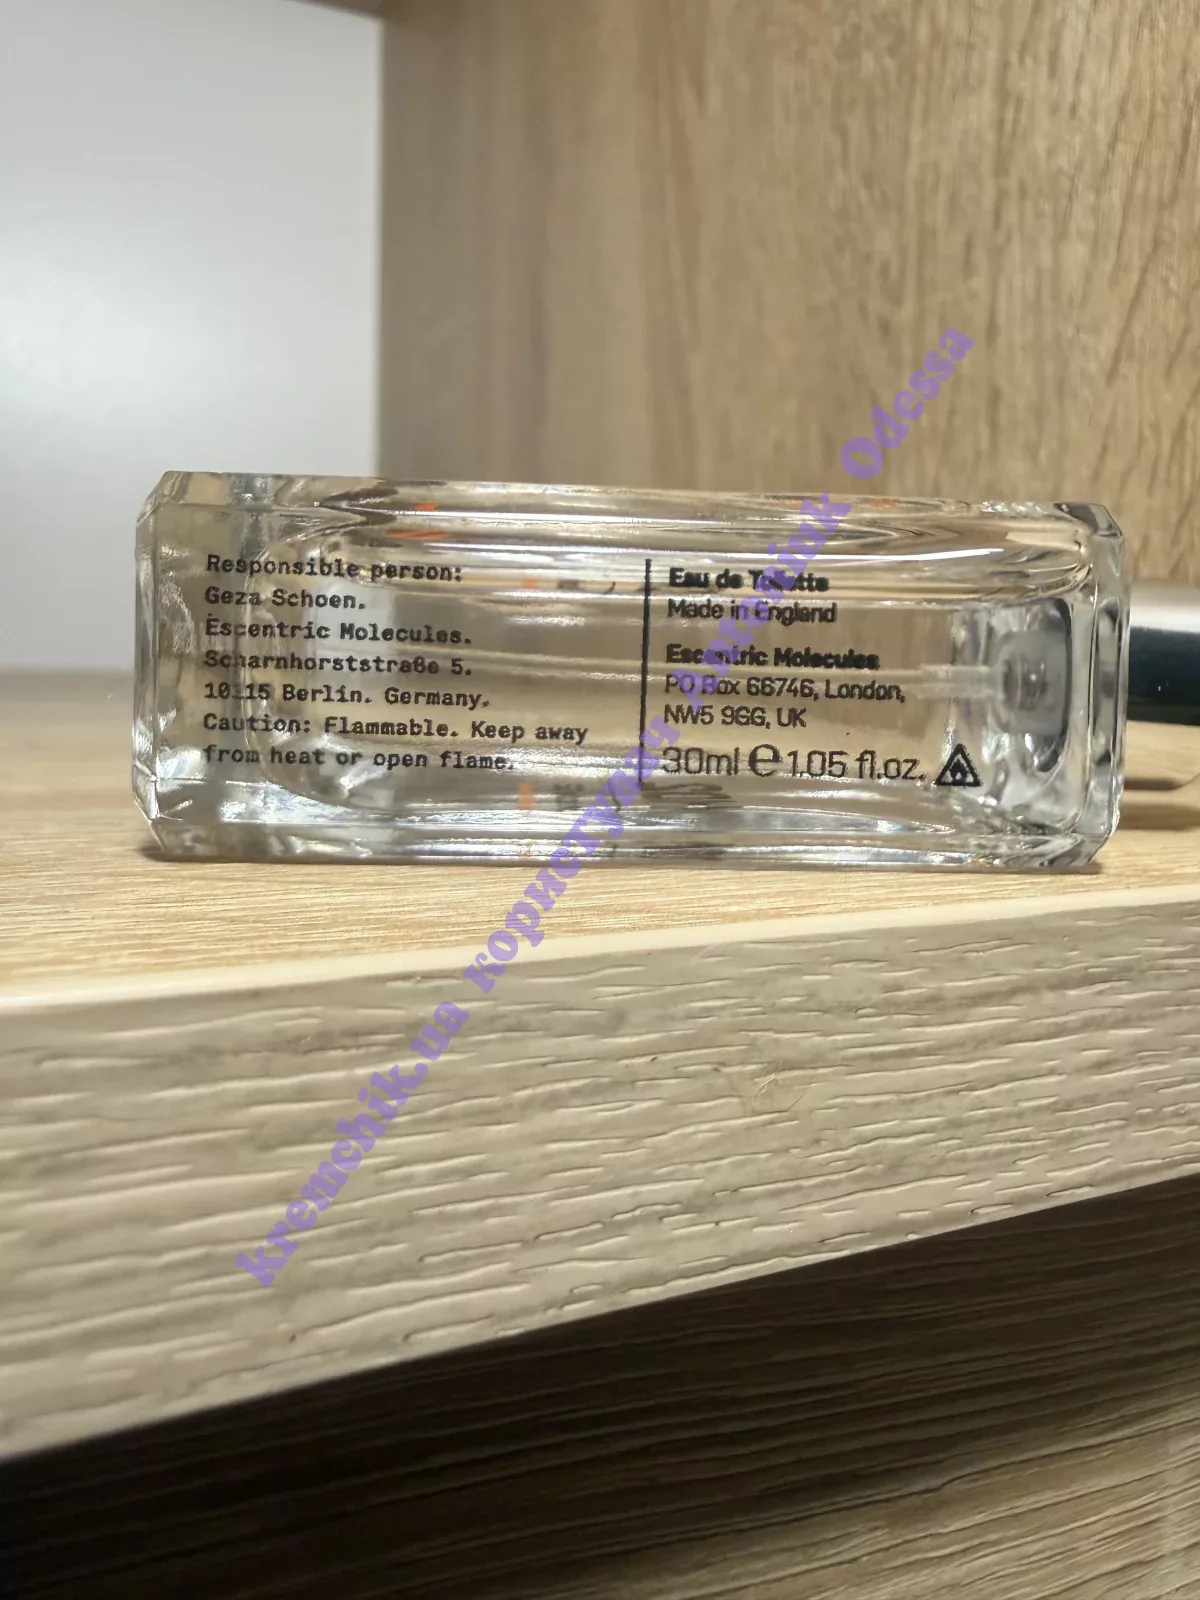 Responsible person:
Geza Schoen.
Escentric Molecules.
Scharnhorststraße 5.
10115 Berlin. Germany.
Caution: Flammable. Keep away
from heat or open flame.
Eau de Toilette
Made in England
Escentric Molecules
PO Box 66746, London,
NW5 9GG, UK
30ml ℮ 1.05 fl.oz.
kremchik.ua користувач Antoniuk Odessa